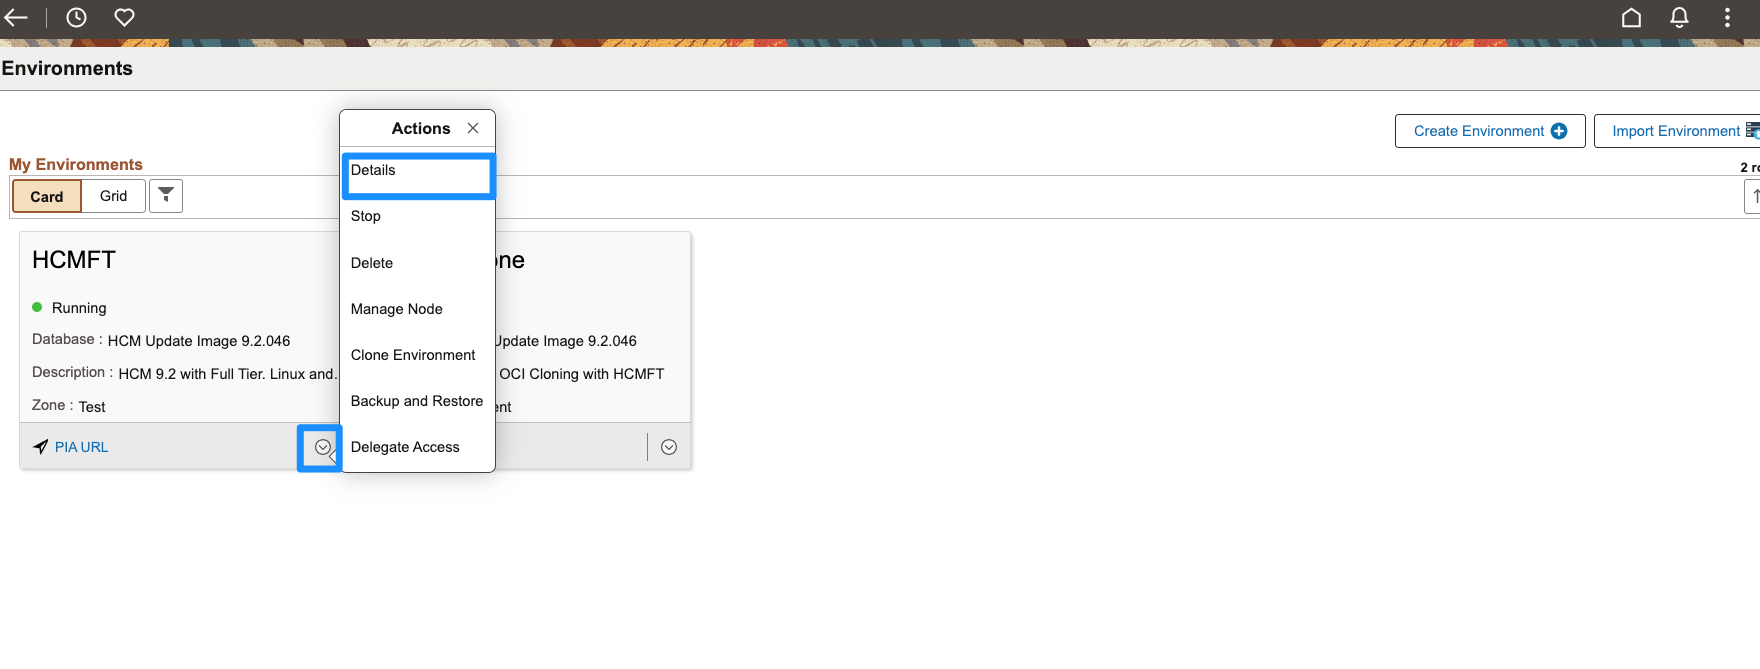 Environments
Actions
Create Environment
Import Environment
My Environments
2
Card
Grid
Details
Stop
Delete
Manage Node
Clone Environment
Backup and Restore
Delegate Access
HCMFT
Running
Database : HCM Update Image 9.2.046
Description : HCM 9.2 with Full Tier. Linux and...
Zone : Test
PIA URL
Update Image 9.2.046
OCI Cloning with HCMFT